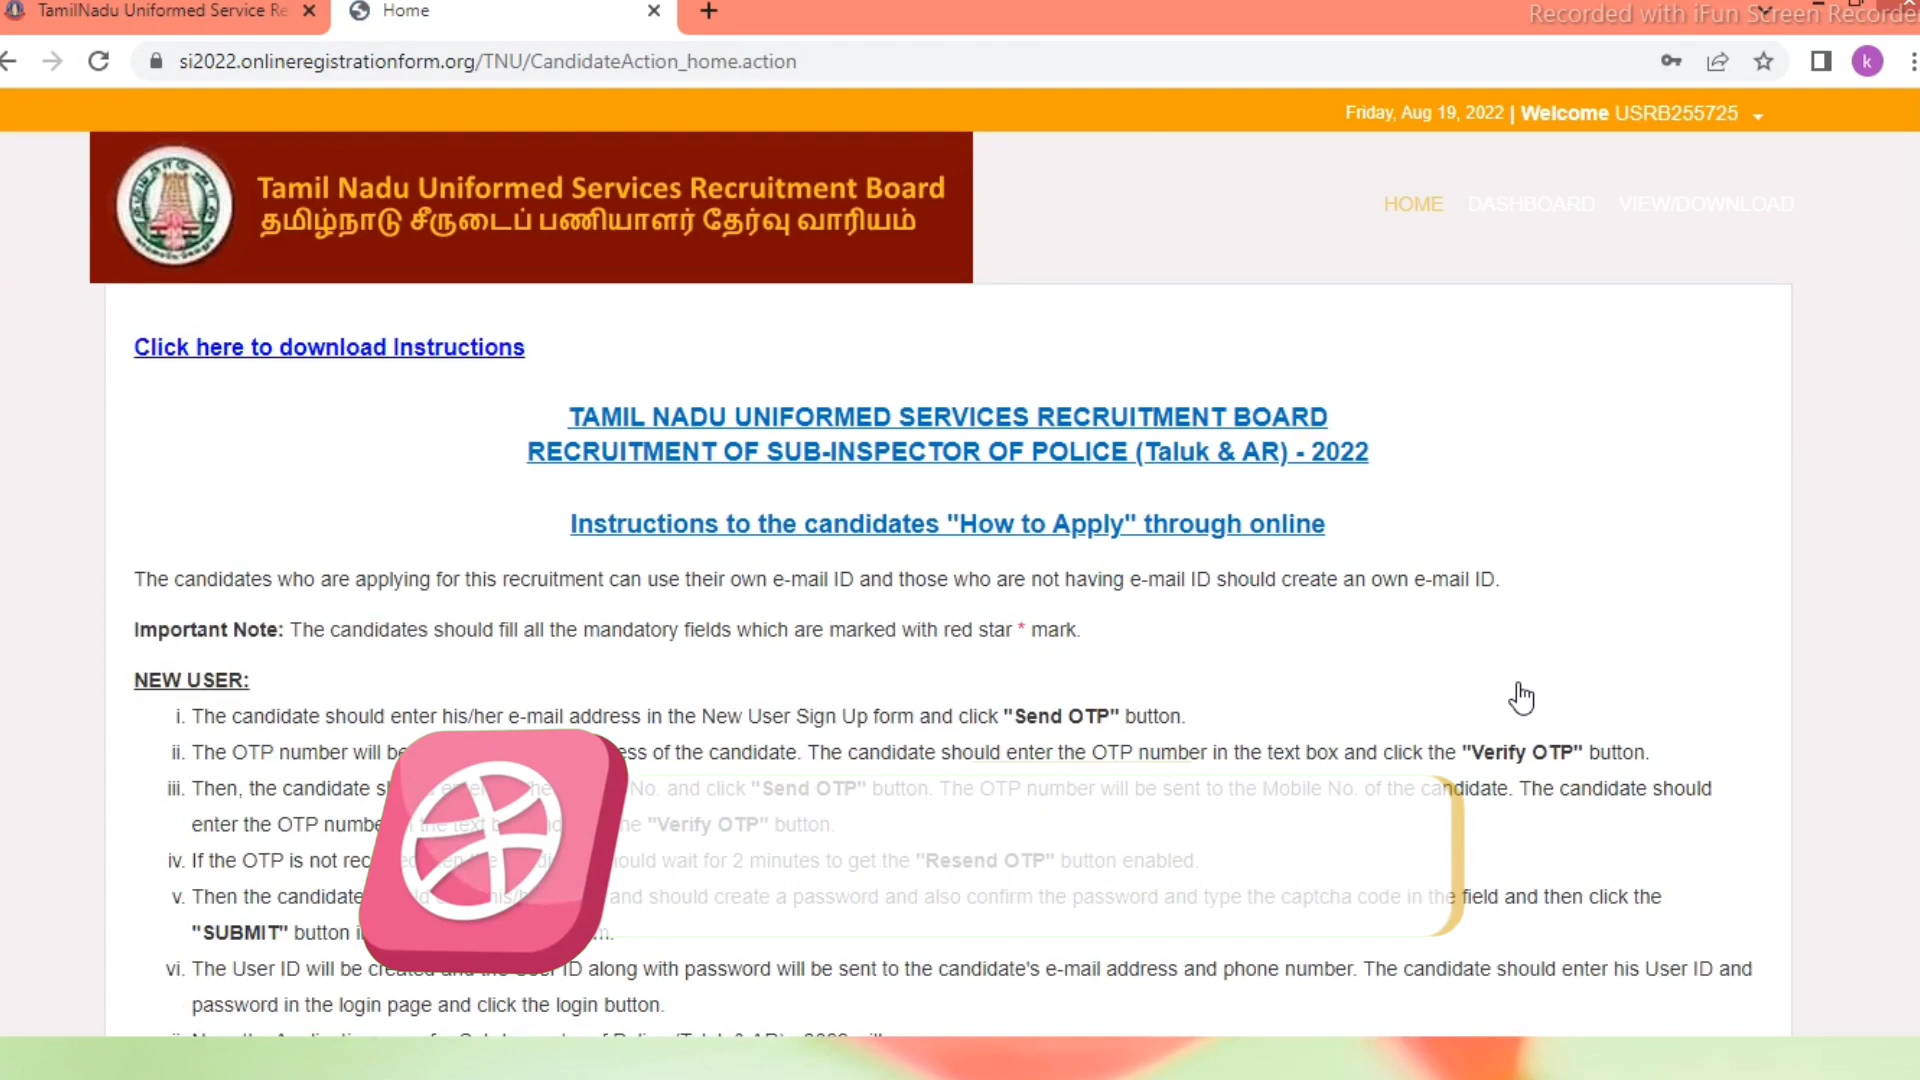 TamilNadu Uniformed Service Re
Home
Recorded with iFun Screen Recorder
si2022.onlineregistrationform.org/TNU/CandidateAction_home.action
k
Friday, Aug 19, 2022 | Welcome USRB255725
Tamil Nadu Uniformed Services Recruitment Board
தமிழ்நாடு சீருடைப் பணியாளர் தேர்வு வாரியம்
HOME DASHBOARD VIEW/DOWNLOAD
Click here to download Instructions
TAMIL NADU UNIFORMED SERVICES RECRUITMENT BOARD
RECRUITMENT OF SUB-INSPECTOR OF POLICE (Taluk & AR) - 2022
Instructions to the candidates "How to Apply" through online
The candidates who are applying for this recruitment can use their own e-mail ID and those who are not having e-mail ID should create an own e-mail ID.
Important Note: The candidates should fill all the mandatory fields which are marked with red star * mark.
NEW USER:
i. The candidate should enter his/her e-mail address in the New User Sign Up form and click "Send OTP" button.
ii. The OTP number will be of the candidate. The candidate should enter the OTP number in the text box and click the "Verify OTP" button.
iii. Then, the candidate No. and click "Send OTP" button. The OTP number will be sent to the Mobile No. of the candidate. The candidate should
enter the OTP the "Verify OTP" button.
iv. If the OTP is not should wait for 2 minutes to get the "Resend OTP" button enabled.
v. Then the candidate and should create a password and also confirm the password and type the captcha code in the field and then click the
"SUBMIT" button
vi. The User ID will be created and the User ID along with password will be sent to the candidate's e-mail address and phone number. The candidate should enter his User ID and
password in the login page and click the login button.